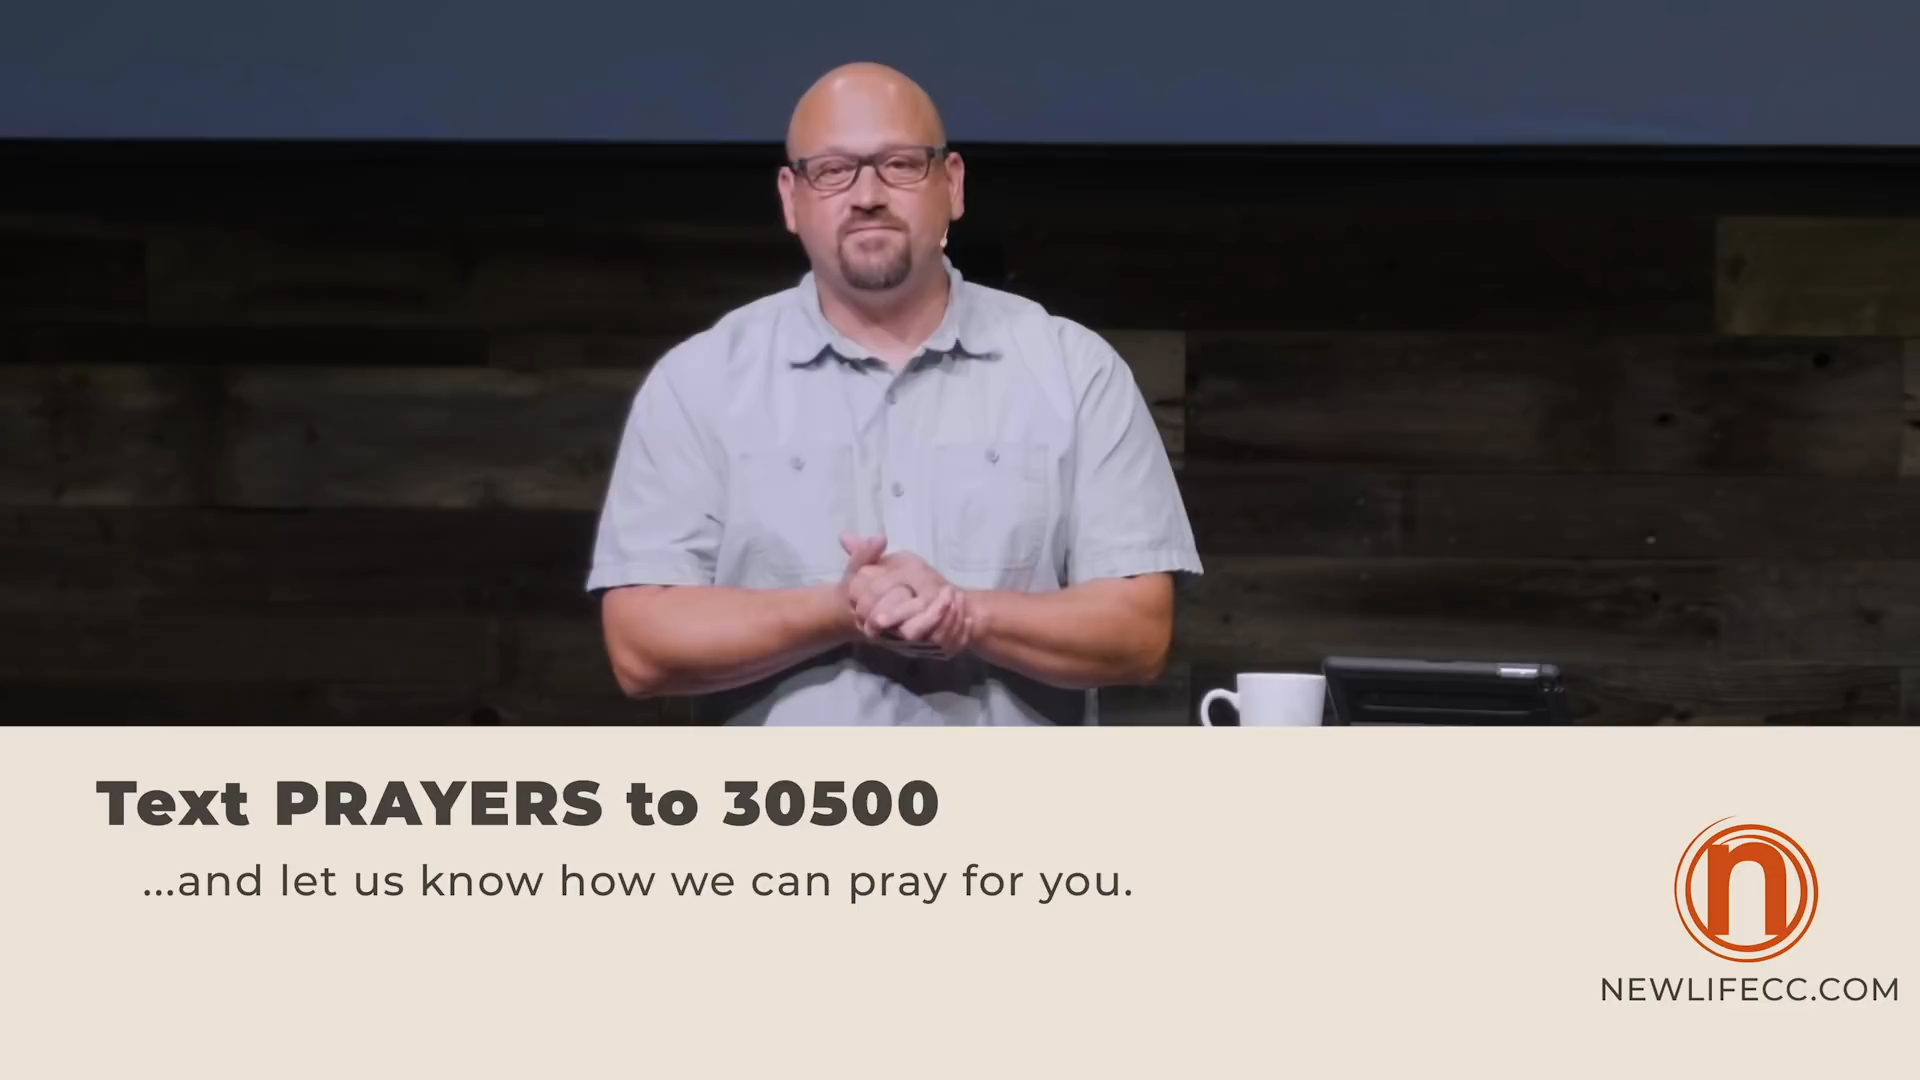 Text PRAYERS to 30500
...and let us know how we can pray for you.
n
NEWLIFECC.COM